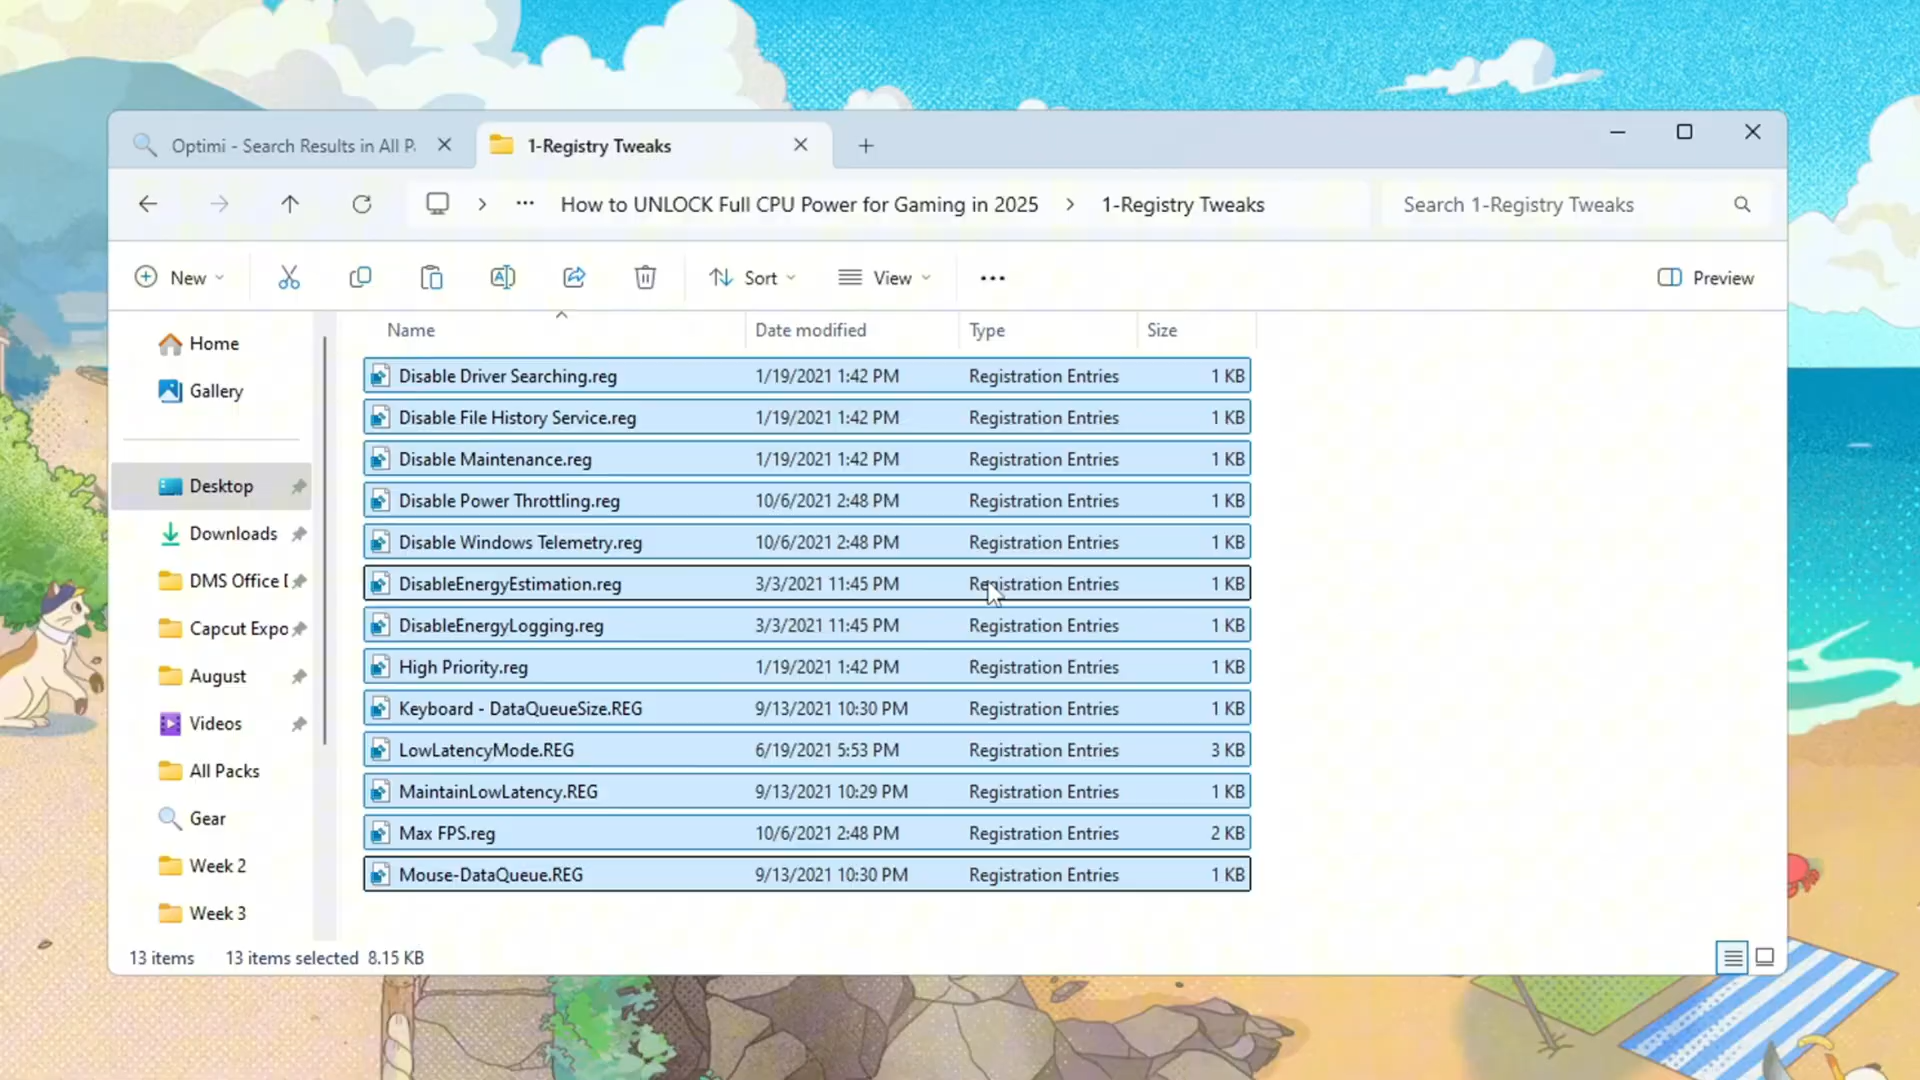 Optimi - Search Results in All P
1-Registry Tweaks
How to UNLOCK Full CPU Power for Gaming in 2025
1-Registry Tweaks
Search 1-Registry Tweaks
New
Sort
View
Preview
Name
Date modified
Type
Size
Home
Gallery
Desktop
Downloads
DMS Office
Capcut Expo
August
Videos
All Packs
Gear
Week 2
Week 3
Disable Driver Searching.reg 1/19/2021 1:42 PM Registration Entries 1 KB
Disable File History Service.reg 1/19/2021 1:42 PM Registration Entries 1 KB
Disable Maintenance.reg 1/19/2021 1:42 PM Registration Entries 1 KB
Disable Power Throttling.reg 10/6/2021 2:48 PM Registration Entries 1 KB
Disable Windows Telemetry.reg 10/6/2021 2:48 PM Registration Entries 1 KB
DisableEnergyEstimation.reg 3/3/2021 11:45 PM Registration Entries 1 KB
DisableEnergyLogging.reg 3/3/2021 11:45 PM Registration Entries 1 KB
High Priority.reg 1/19/2021 1:42 PM Registration Entries 1 KB
Keyboard - DataQueueSize.REG 9/13/2021 10:30 PM Registration Entries 1 KB
LowLatencyMode.REG 6/19/2021 5:53 PM Registration Entries 3 KB
MaintainLowLatency.REG 9/13/2021 10:29 PM Registration Entries 1 KB
Max FPS.reg 10/6/2021 2:48 PM Registration Entries 2 KB
Mouse-DataQueue.REG 9/13/2021 10:30 PM Registration Entries 1 KB
13 items
13 items selected 8.15 KB